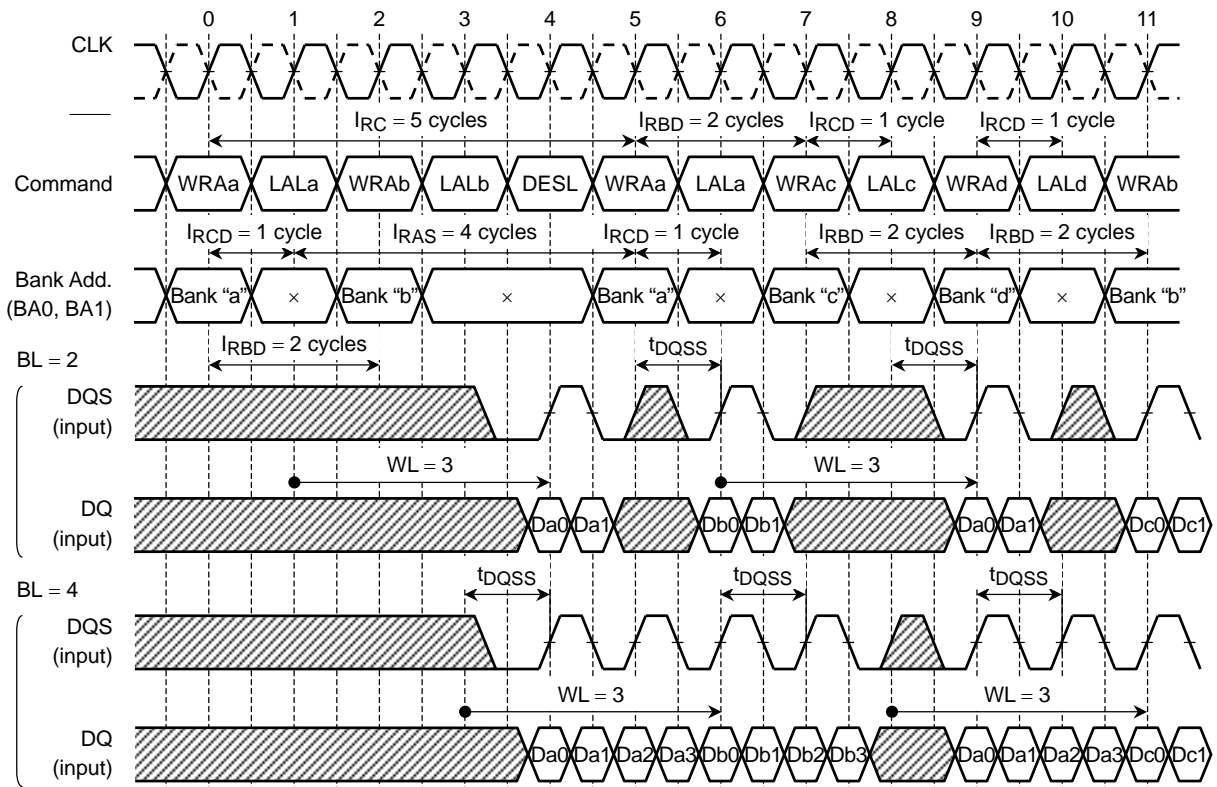 0 1 2 3 4 5 6 7 8 9 10 11
CLK
IRC = 5 cycles IRBD = 2 cycles IRCD = 1 cycle IRCD = 1 cycle
Command WRAa LALa WRAb LALb DESL WRAa LALa WRAc LALc WRAd LALd WRAb
IRCD = 1 cycle IRAS = 4 cycles IRCD = 1 cycle IRBD = 2 cycles IRBD = 2 cycles
Bank Add.
(BA0, BA1)
Bank “a” × Bank “b” × Bank “a” × Bank “c” × Bank “d” × Bank “b”
IRBD = 2 cycles tDQSS tDQSS
BL = 2
DQS
(input)
WL = 3 WL = 3
DQ
(input)
Da0 Da1 Db0 Db1 Da0 Da1 Dc0 Dc1
BL = 4
tDQSS tDQSS tDQSS
DQS
(input)
WL = 3 WL = 3
DQ
(input)
Da0 Da1 Da2 Da3 Db0 Db1 Db2 Db3 Da0 Da1 Da2 Da3 Dc0 Dc1